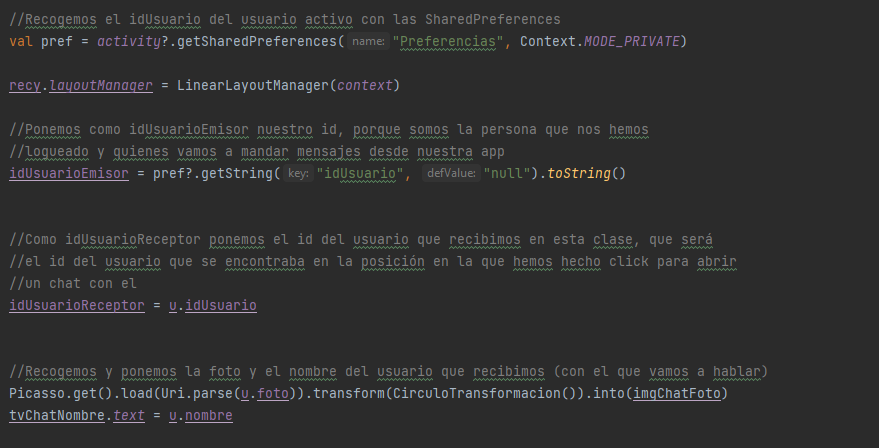 //Recogemos el idUsuario del usuario activo con las SharedPreferences
val pref = activity?.getSharedPreferences( name: "Preferencias", Context.MODE_PRIVATE)
recy.layoutManager = LinearLayoutManager(context)
//Ponemos como idUsuarioEmisor nuestro id, porque somos la persona que nos hemos
//logueado y quienes vamos a mandar mensajes desde nuestra app
idUsuarioEmisor = pref?.getString( key: "idUsuario", defValue: "null").toString()
//Como idUsuarioReceptor ponemos el id del usuario que recibimos en esta clase, que será
//el id del usuario que se encontraba en la posición en la que hemos hecho click para abrir
//un chat con el
idUsuarioReceptor = u.idUsuario
//Recogemos y ponemos la foto y el nombre del usuario que recibimos (con el que vamos a hablar)
Picasso.get().load(Uri.parse(u.foto)).transform(CirculoTransformacion()).into(imgChatFoto)
tvChatNombre.text = u.nombre